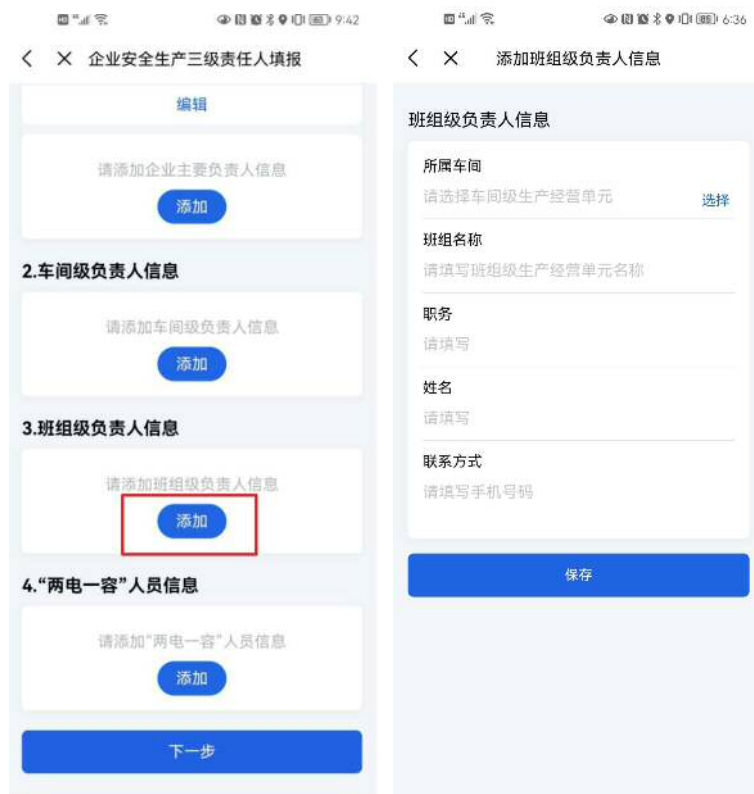 9:42
企业安全生产三级责任人填报
编辑
请添加企业主要负责人信息
添加
2.车间级负责人信息
请添加车间级负责人信息
添加
3.班组级负责人信息
请添加班组级负责人信息
添加
4.“两电一容”人员信息
请添加“两电一容”人员信息
添加
下一步
6:36
添加班组级负责人信息
班组级负责人信息
所属车间
请选择车间级生产经营单元
选择
班组名称
请填写班组级生产经营单元名称
职务
请填写
姓名
请填写
联系方式
请填写手机号码
保存